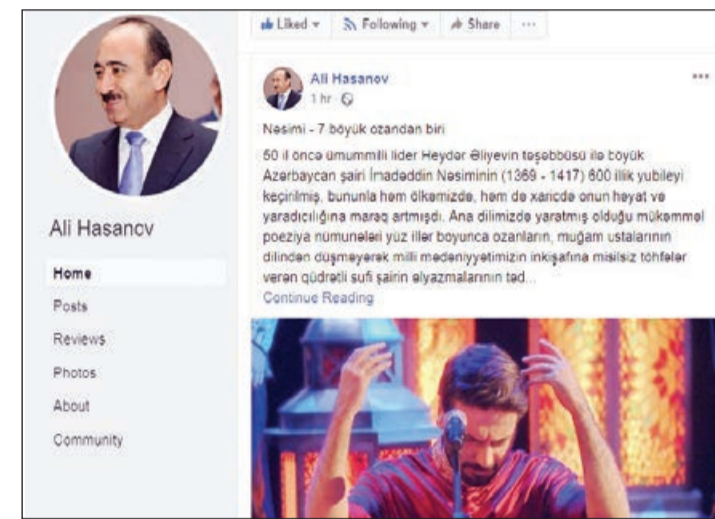 Liked
Following
Share
Ali Hasanov
Home
Posts
Reviews
Photos
About
Community
Ali Hasanov
1 hr
Nəsimi - 7 böyük ozandan biri
50 il öncə ümummilli lider Heydər Əliyevin təşəbbüsü ilə böyük
Azərbaycan şairi İmadəddin Nəsiminin (1369 - 1417) 600 illik yubileyi
keçirilmiş, bununla həm ölkəmizdə, həm də xaricdə onun həyat və
yaradıcılığına maraq artmışdı. Ana dilimizdə yaratmış olduğu mükəmməl
poeziya nümunələri yüz illər boyunca ozanların, muğam ustalarının
dilindən düşməyərək milli mədəniyyətimizin inkişafına misilsiz töhfələr
verən qüdrətli sufi şairin əlyazmalarının təd...
Continue Reading